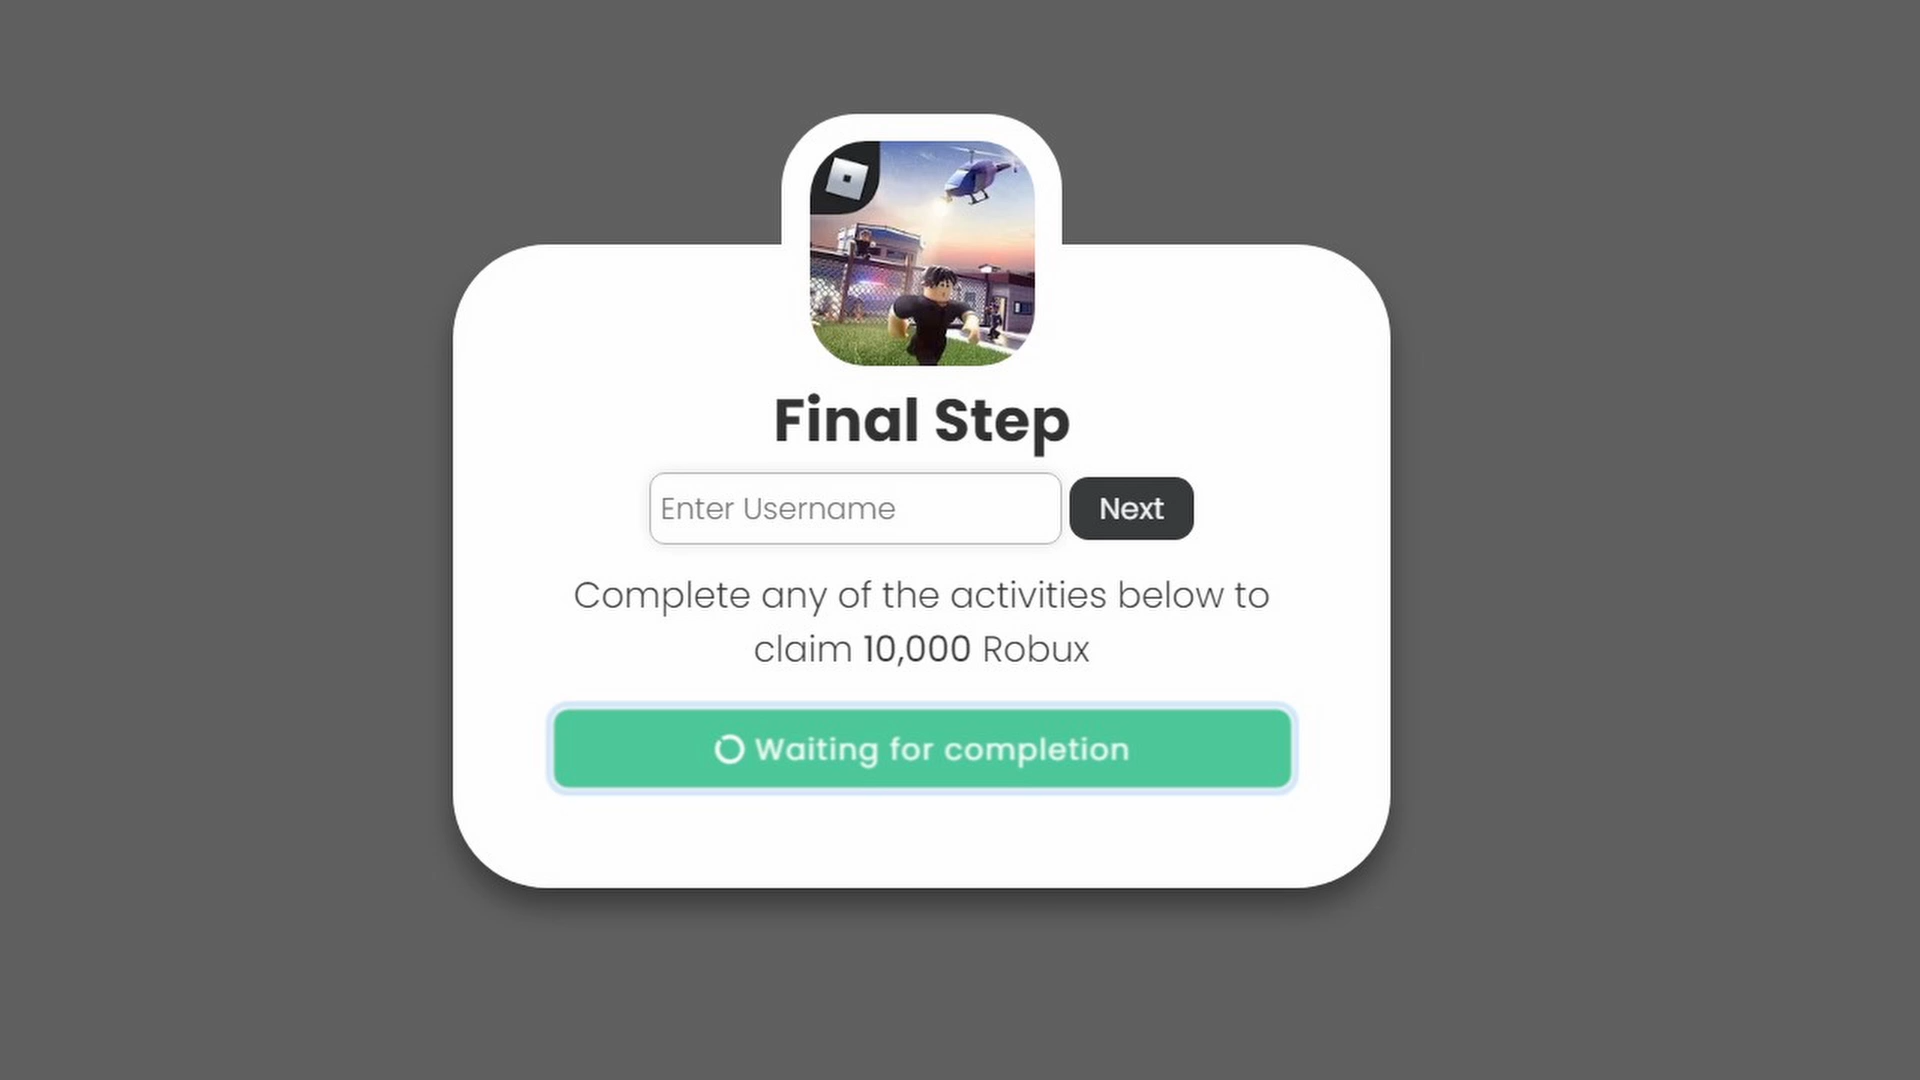 Final Step
Enter Username
Next
Complete any of the activities below to
claim 10,000 Robux
Waiting for completion